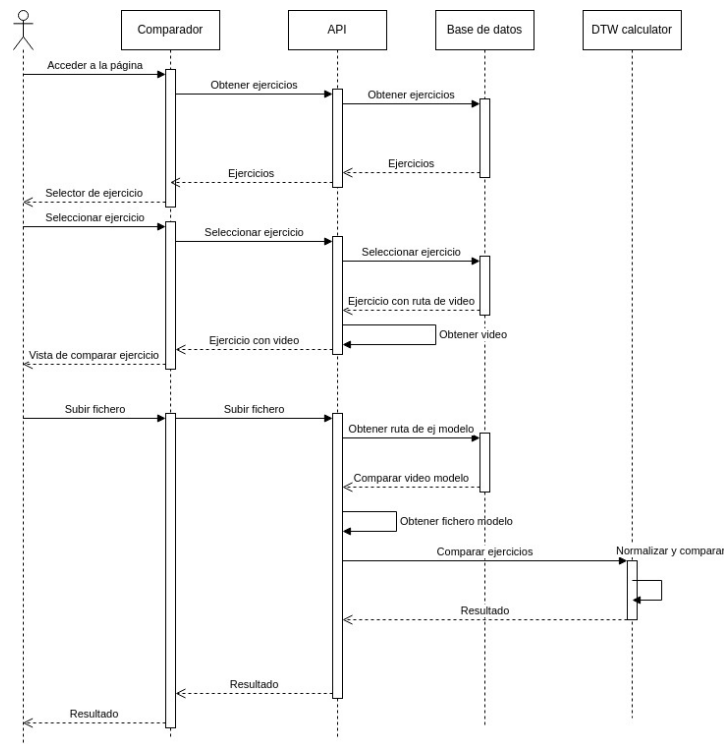 Comparador
API
Base de datos
DTW calculator
Acceder a la página
Obtener ejercicios
Obtener ejercicios
Ejercicios
Ejercicios
Selector de ejercicio
Seleccionar ejercicio
Seleccionar ejercicio
Seleccionar ejercicio
Ejercicio con ruta de video
Obtener video
Ejercicio con video
Vista de comparar ejercicio
Subir fichero
Subir fichero
Obtener ruta de ej modelo
Comparar video modelo
Obtener fichero modelo
Comparar ejercicios
Normalizar y comparar
Resultado
Resultado
Resultado